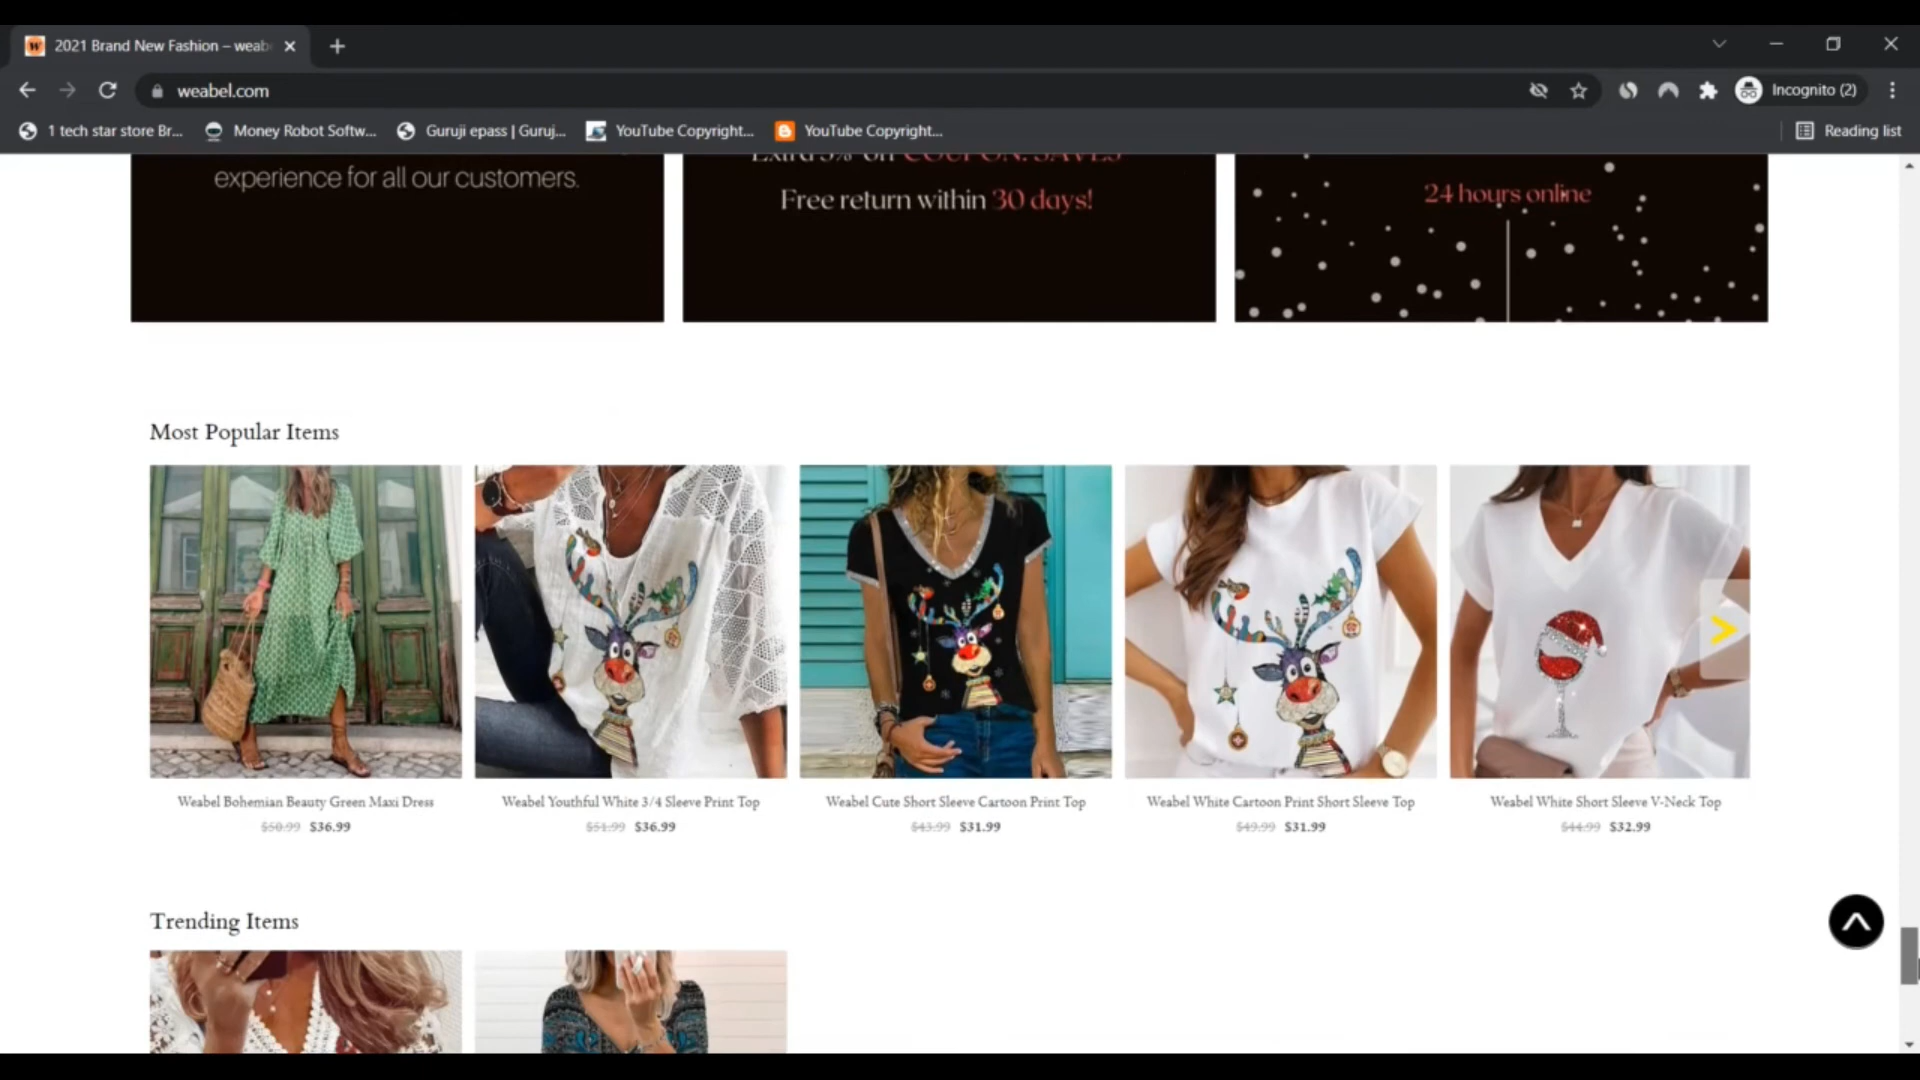 2021 Brand New Fashion – weab
weabel.com
Incognito (2)
1 tech star store Br...
Money Robot Softw...
Guruji epass | Guruj...
YouTube Copyright...
YouTube Copyright...
Reading list
experience for all our customers.
Extra 5% off COUPON: SAVE5
Free return within 30 days!
24 hours online
Most Popular Items
Weabel Bohemian Beauty Green Maxi Dress
$50.99 $36.99
Weabel Youthful White 3/4 Sleeve Print Top
$51.99 $36.99
Weabel Cute Short Sleeve Cartoon Print Top
$43.99 $31.99
Weabel White Cartoon Print Short Sleeve Top
$49.99 $31.99
Weabel White Short Sleeve V-Neck Top
$44.99 $32.99
Trending Items